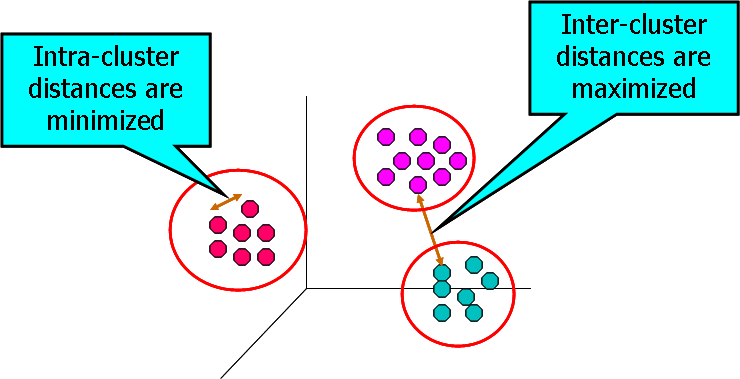 Intra-cluster
distances are
minimized
Inter-cluster
distances are
maximized